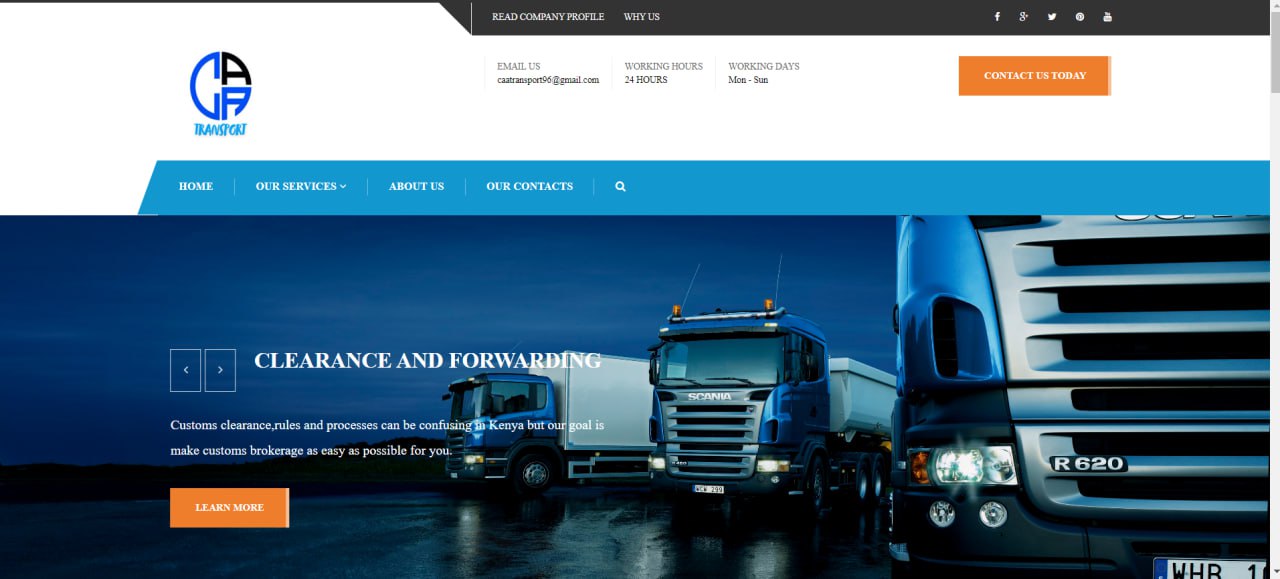 READ COMPANY PROFILE WHY US
CAA
TRANSPORT
EMAIL US
caatransport96@gmail.com
WORKING HOURS
24 HOURS
WORKING DAYS
Mon - Sun
CONTACT US TODAY
HOME OUR SERVICES ABOUT US OUR CONTACTS
CLEARANCE AND FORWARDING
Customs clearance,rules and processes can be confusing in Kenya but our goal is
make customs brokerage as easy as possible for you.
LEARN MORE
SCANIA
WCW 299
R 620